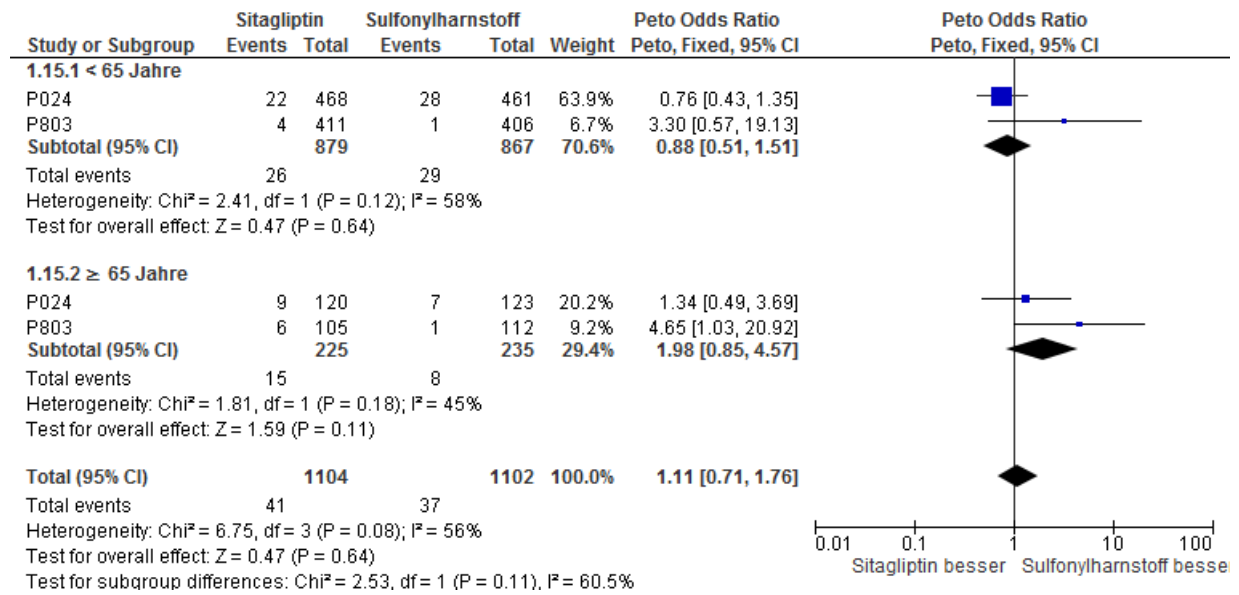 Sitagliptin Sulfonylharnstoff Peto Odds Ratio Peto Odds Ratio
Study or Subgroup Events Total Events Total Weight Peto, Fixed, 95% CI Peto, Fixed, 95% CI
1.15.1 < 65 Jahre
P024 22 468 28 461 63.9% 0.76 [0.43, 1.35]
P803 4 411 1 406 6.7% 3.30 [0.57, 19.13]
Subtotal (95% CI) 879 867 70.6% 0.88 [0.51, 1.51]
Total events 26 29
Heterogeneity: Chi² = 2.41, df = 1 (P = 0.12); I² = 58%
Test for overall effect: Z = 0.47 (P = 0.64)
1.15.2 ≥ 65 Jahre
P024 9 120 7 123 20.2% 1.34 [0.49, 3.69]
P803 6 105 1 112 9.2% 4.65 [1.03, 20.92]
Subtotal (95% CI) 225 235 29.4% 1.98 [0.85, 4.57]
Total events 15 8
Heterogeneity: Chi² = 1.81, df = 1 (P = 0.18); I² = 45%
Test for overall effect: Z = 1.59 (P = 0.11)
Total (95% CI) 1104 1102 100.0% 1.11 [0.71, 1.76]
Total events 41 37
Heterogeneity: Chi² = 6.75, df = 3 (P = 0.08); I² = 56%
Test for overall effect: Z = 0.47 (P = 0.64)
Test for subgroup differences: Chi² = 2.53, df = 1 (P = 0.11), I² = 60.5%
0.01 0.1 1 10 100
Sitagliptin besser Sulfonylharnstoff besse